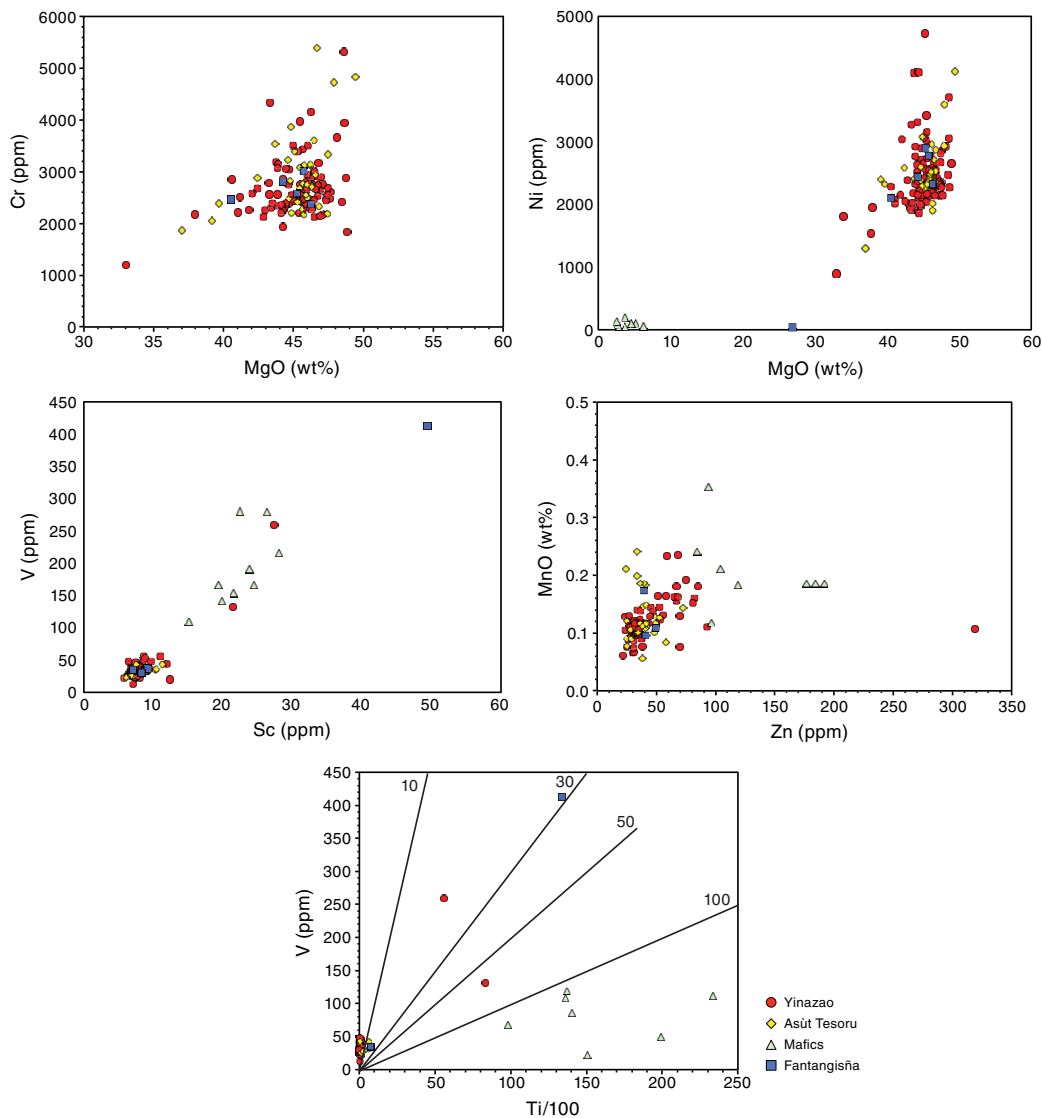 6000
5000
4000
3000
2000
1000
0
Cr (ppm)
30 35 40 45 50 55 60
MgO (wt%)
5000
4000
3000
2000
1000
0
Ni (ppm)
0 10 20 30 40 50 60
MgO (wt%)
450
400
350
300
250
200
150
100
50
0
V (ppm)
0 10 20 30 40 50 60
Sc (ppm)
0.5
0.4
0.3
0.2
0.1
0.0
MnO (wt%)
0 50 100 150 200 250 300 350
Zn (ppm)
450
400
350
300
250
200
150
100
50
0
V (ppm)
10
30
50
100
0 50 100 150 200 250
Ti/100
Yinazao
Asùt Tesoru
Mafics
Fantangisña